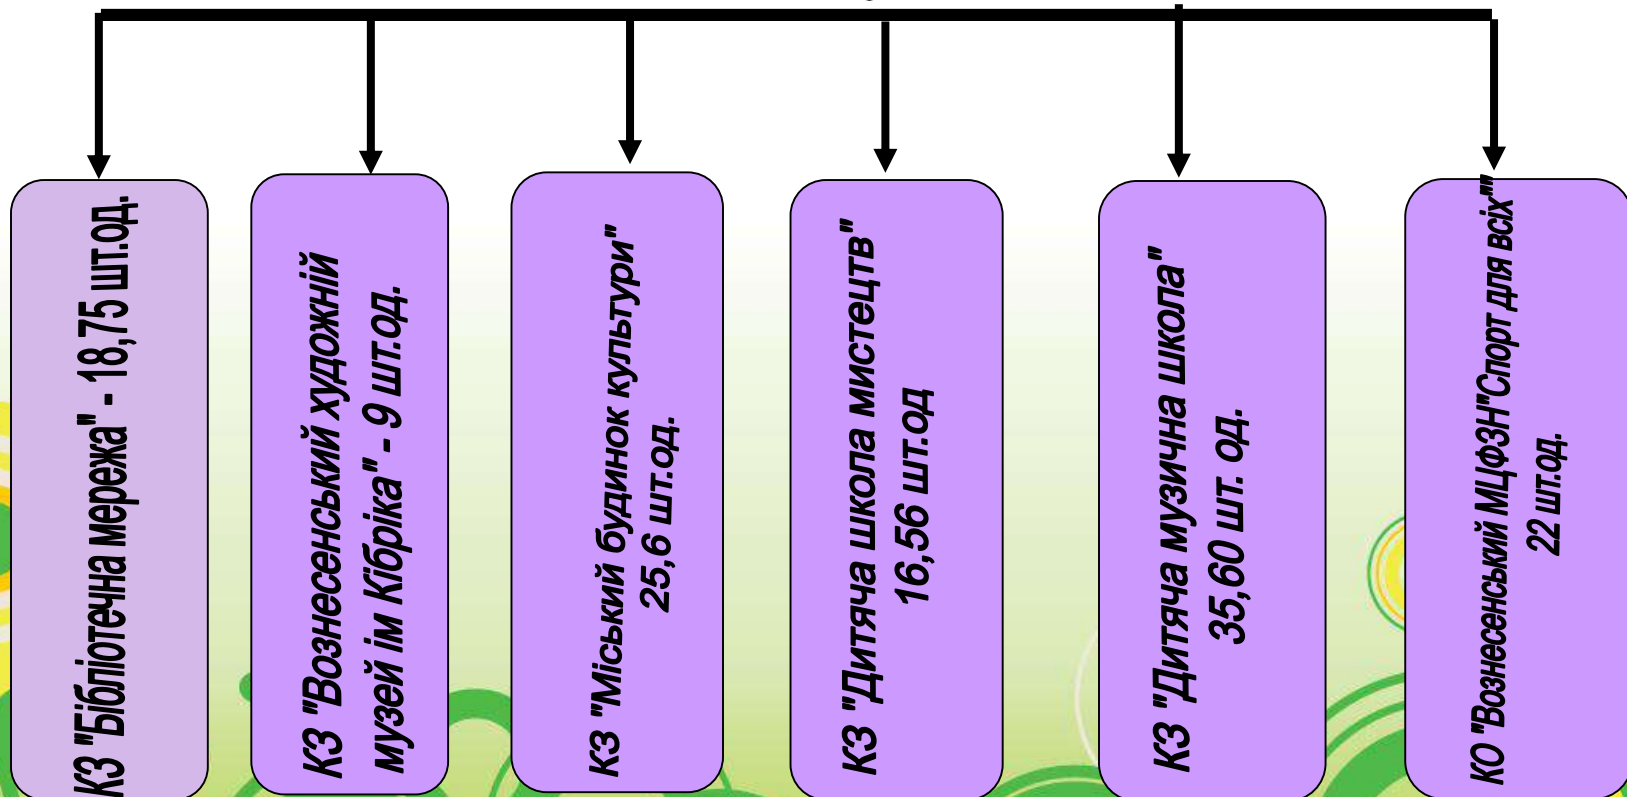 КЗ "Бібліотечна мережа" - 18,75 шт.од.
КЗ "Вознесенський художній
музей ім Кібріка" - 9 шт.од.
КЗ "Міський будинок культури"
25,6 шт.од.
КЗ "Дитяча школа мистецтв"
16,56 шт.од
КЗ "Дитяча музична школа"
35,60 шт. од.
КО "Вознесенський МЦФЗН"Спорт для всіх""
22 шт.од.